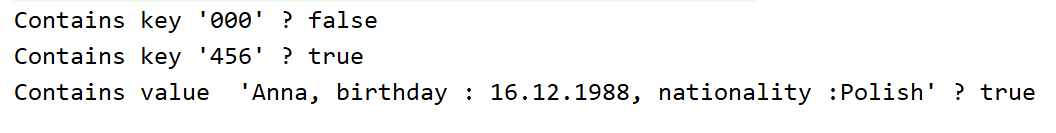 Contains key '000' ? false
Contains key '456' ? true
Contains value  'Anna, birthday : 16.12.1988, nationality :Polish' ? true